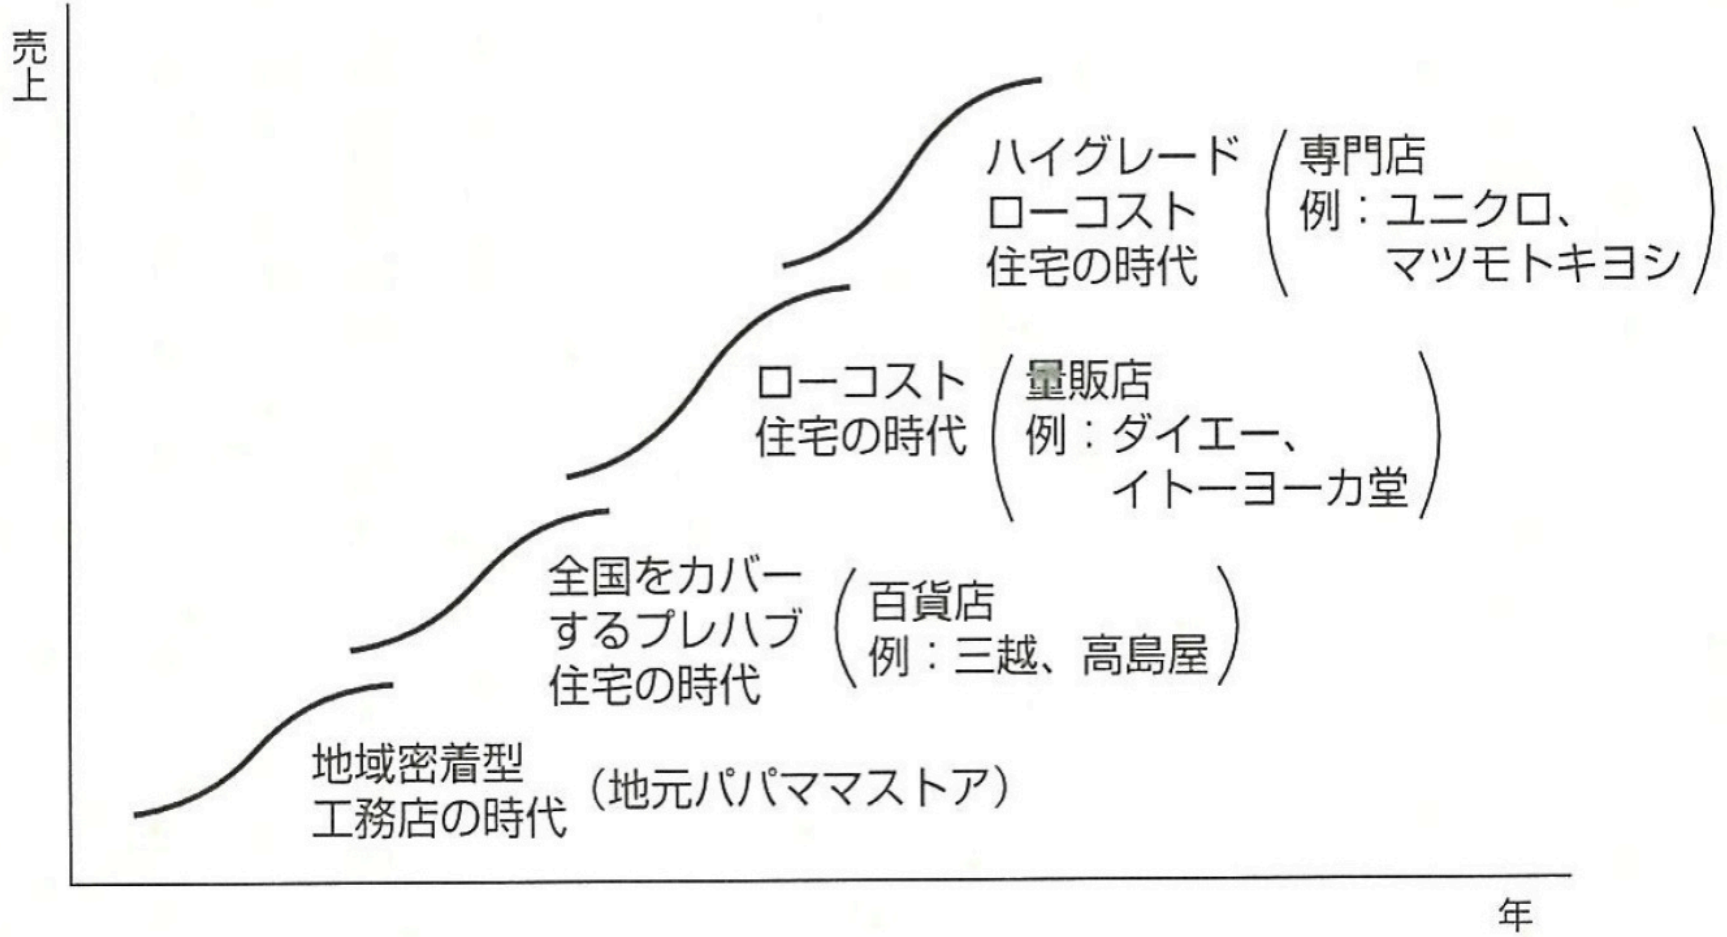 売上
ハイグレード
ローコスト
住宅の時代
(専門店
例：ユニクロ、
マツモトキヨシ)
ローコスト
住宅の時代
(量販店
例：ダイエー、
イトーヨーカ堂)
全国をカバー
するプレハブ
住宅の時代
(百貨店
例：三越、高島屋)
地域密着型
工務店の時代
(地元パパママストア)
年